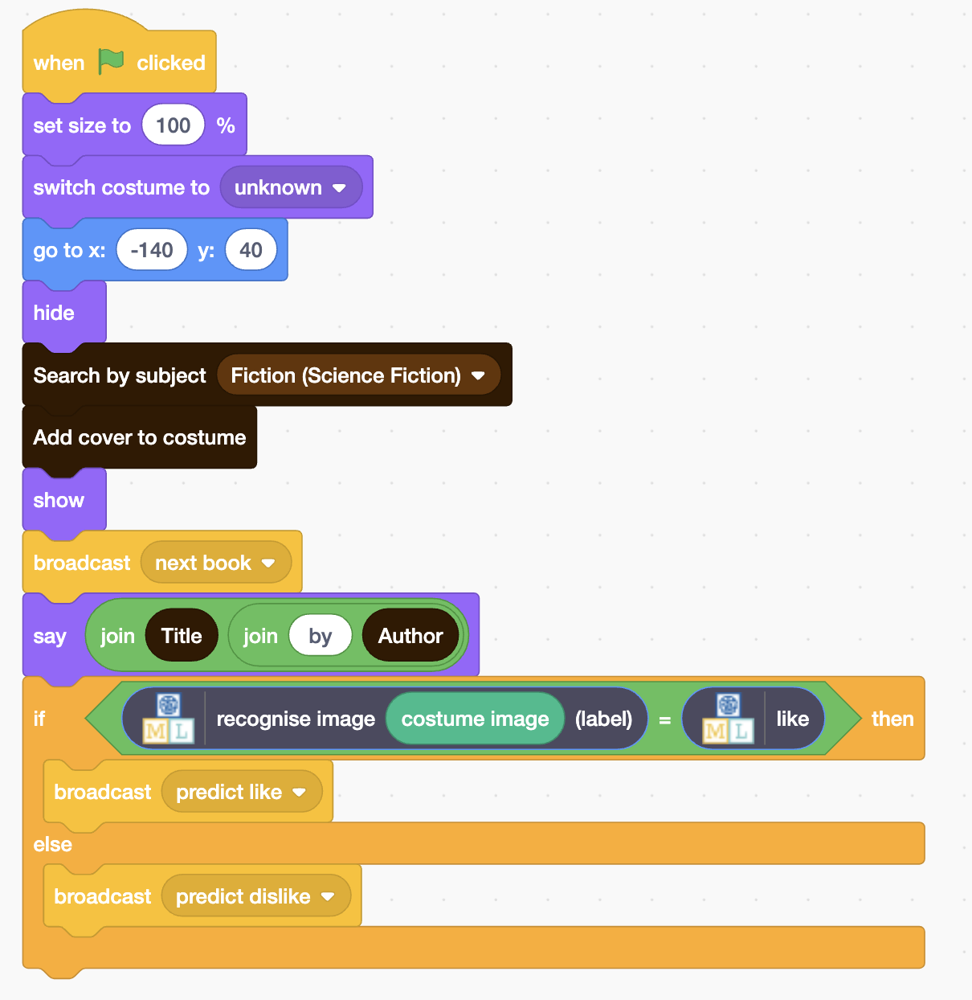 when clicked
set size to 100 %
switch costume to unknown
go to x: -140 y: 40
hide
Search by subject Fiction (Science Fiction)
Add cover to costume
show
broadcast next book
say join Title join by Author
if ML recognise image costume image (label) = ML like then
broadcast predict like
else
broadcast predict dislike